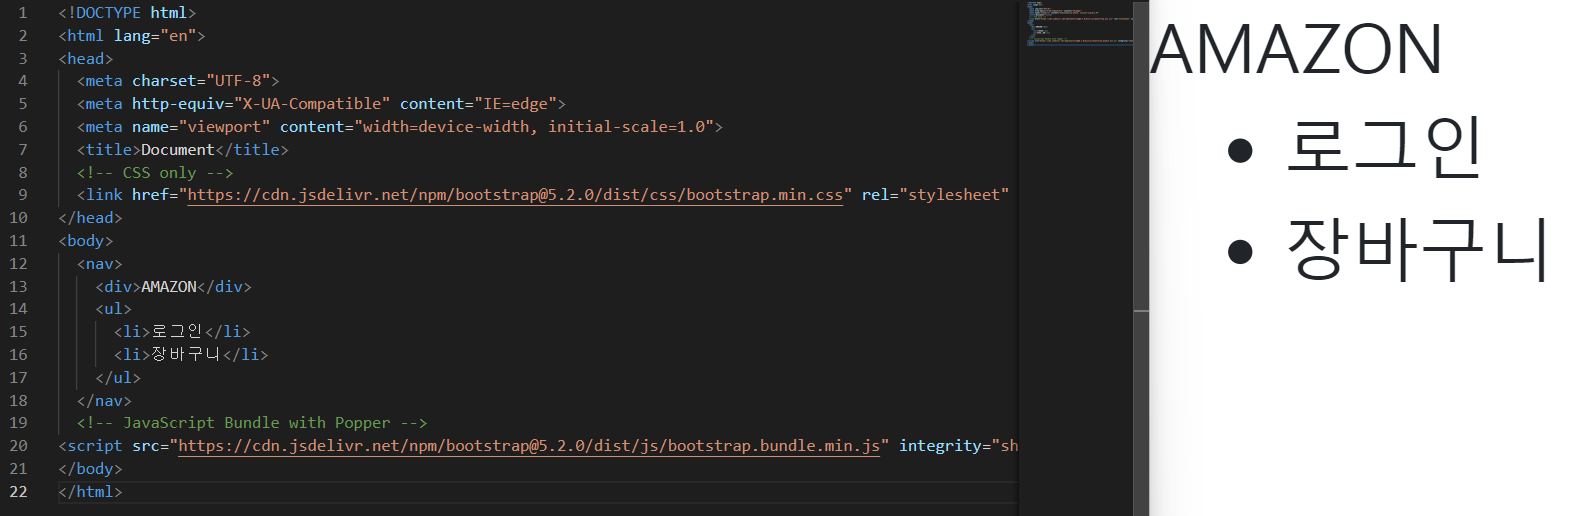 1 <!DOCTYPE html>
2 <html lang="en">
3 <head>
4 <meta charset="UTF-8">
5 <meta http-equiv="X-UA-Compatible" content="IE=edge">
6 <meta name="viewport" content="width=device-width, initial-scale=1.0">
7 <title>Document</title>
8 <!-- CSS only -->
9 <link href="https://cdn.jsdelivr.net/npm/bootstrap@5.2.0/dist/css/bootstrap.min.css" rel="stylesheet"
10 </head>
11 <body>
12 <nav>
13 <div>AMAZON</div>
14 <ul>
15 <li>로그인</li>
16 <li>장바구니</li>
17 </ul>
18 </nav>
19 <!-- JavaScript Bundle with Popper -->
20 <script src="https://cdn.jsdelivr.net/npm/bootstrap@5.2.0/dist/js/bootstrap.bundle.min.js" integrity="sh
21 </body>
22 </html>
AMAZON
• 로그인
• 장바구니